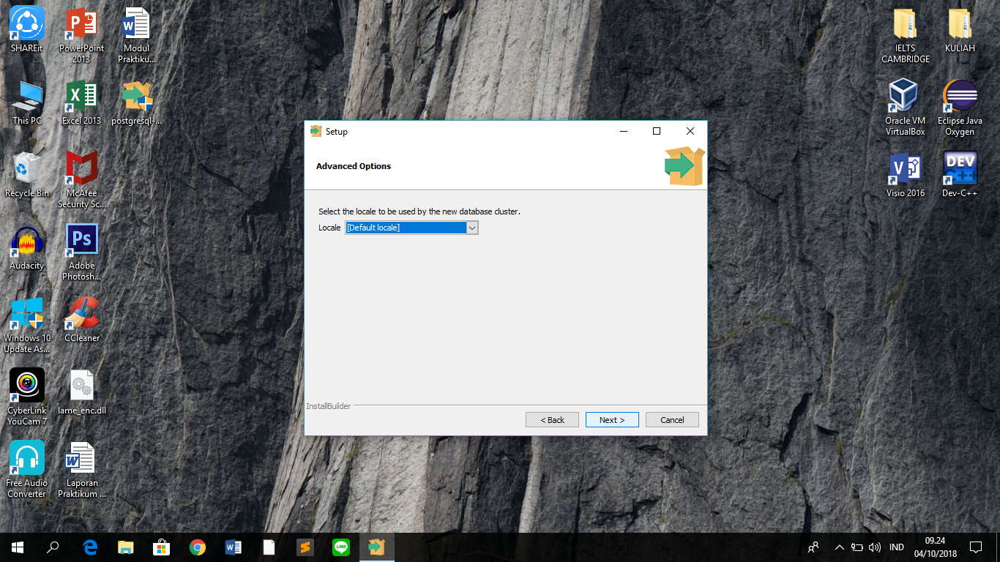 SHAREit
PowerPoint
2013
Modul
Praktiku...
This PC
Excel 2013
postgresql-...
Recycle Bin
McAfee
Security Sc...
Audacity
Ps
Adobe
Photosh...
Windows 10
Update As...
CCleaner
CyberLink
YouCam 7
lame_enc.dll
Free Audio
Converter
Laporan
Praktikum ...
Setup
Advanced Options
Select the locale to be used by the new database cluster.
Locale
[Default locale]
InstallBuilder
< Back
Next >
Cancel
IELTS
CAMBRIDGE
KULIAH
Oracle VM
VirtualBox
Eclipse Java
Oxygen
Visio 2016
DEV
C++
Dev-C++
LINE
IND
09.24
04/10/2018